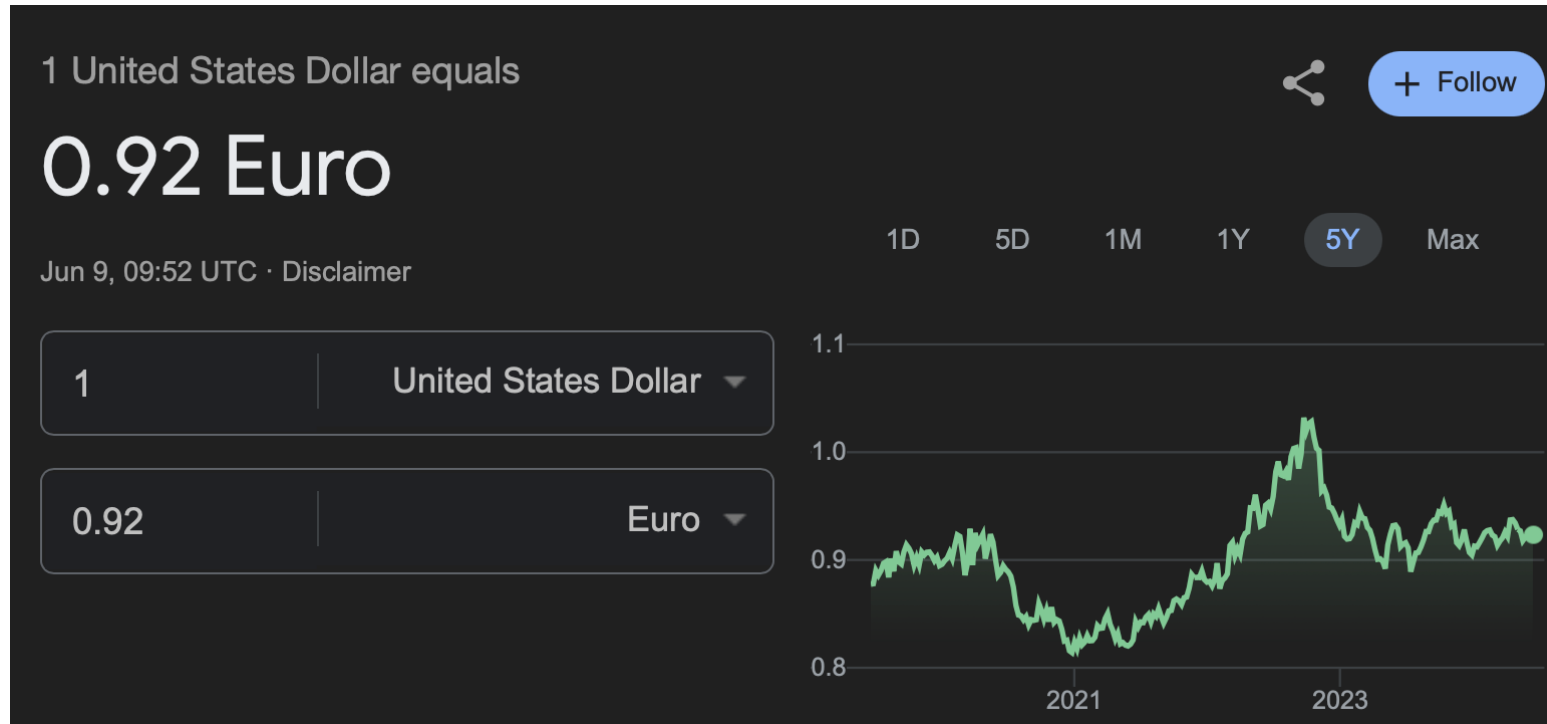 1 United States Dollar equals
Follow
0.92 Euro
Jun 9, 09:52 UTC · Disclaimer
1D 5D 1M 1Y 5Y Max
1 United States Dollar
0.92 Euro
1.1
1.0
0.9
0.8
2021 2023